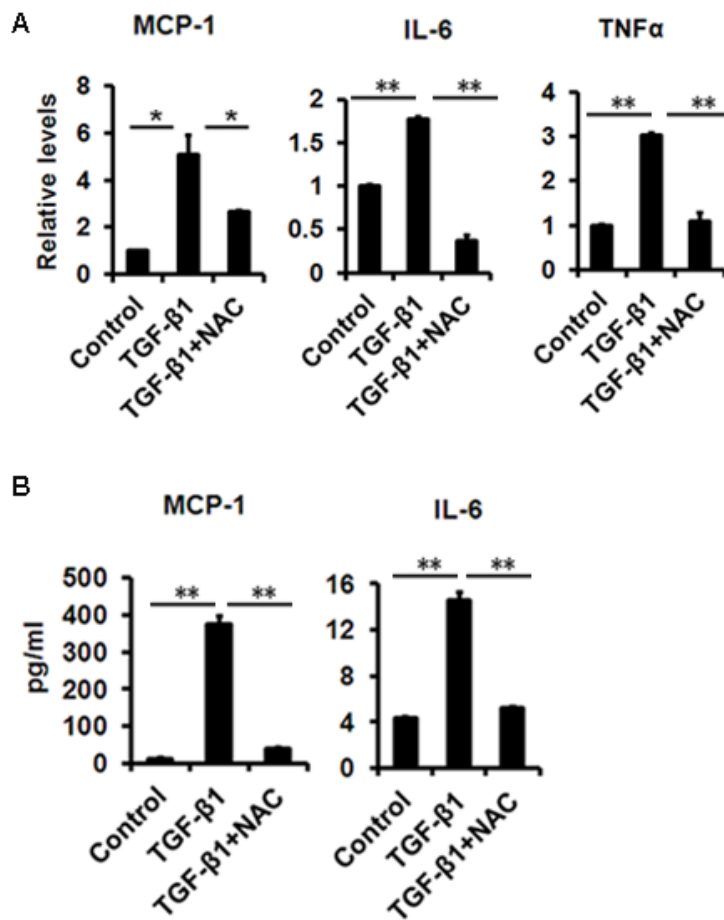 A
MCP-1
IL-6
TNFα
Relative levels
8
6
4
2
0
* *
2
1.5
1
0.5
0
** **
4
3
2
1
0
** **
Control
TGF-β1
TGF-β1+NAC
Control
TGF-β1
TGF-β1+NAC
Control
TGF-β1
TGF-β1+NAC
B
MCP-1
IL-6
pg/ml
500
400
300
200
100
0
** **
16
12
8
4
0
** **
Control
TGF-β1
TGF-β1+NAC
Control
TGF-β1
TGF-β1+NAC